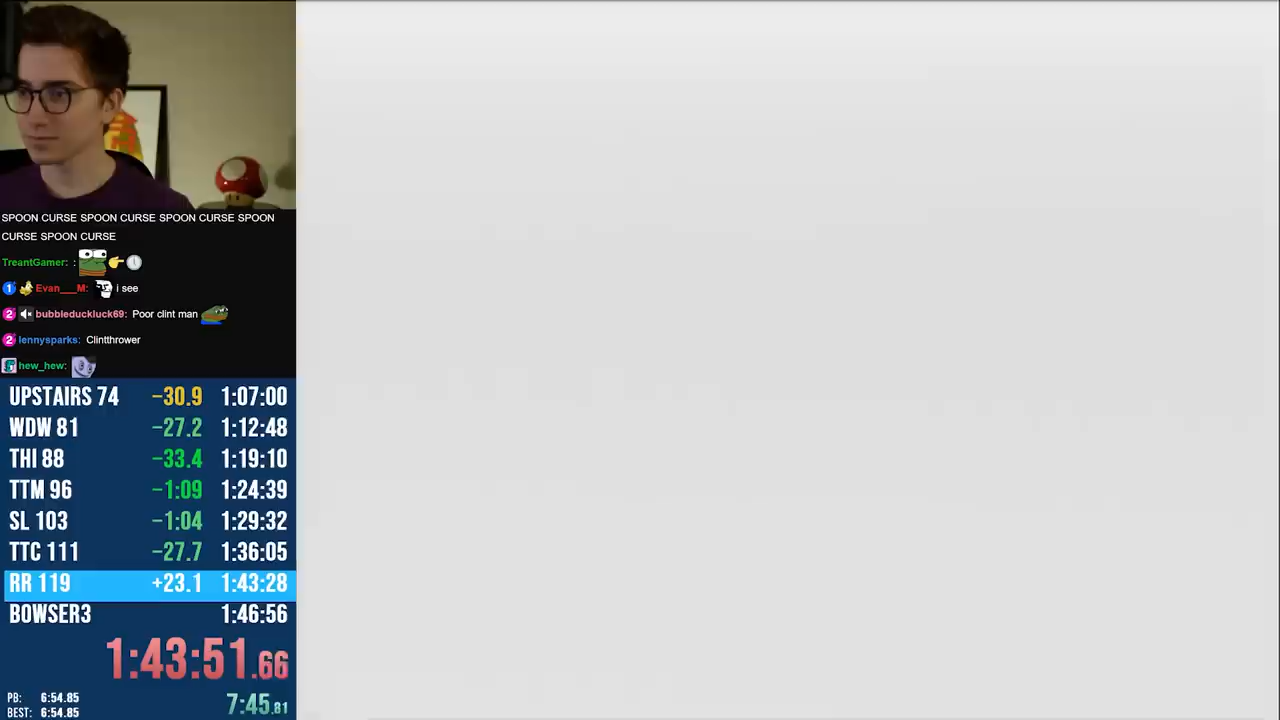 SPOON CURSE SPOON CURSE SPOON CURSE SPOON
CURSE SPOON CURSE
TreantGamer: :
1 Evan___M: i see
2 bubbleduckluck69: Poor clint man
2 lennysparks: Clintthrower
hew_hew:
UPSTAIRS 74 -30.9 1:07:00
WDW 81 -27.2 1:12:48
THI 88 -33.4 1:19:10
TTM 96 -1:09 1:24:39
SL 103 -1:04 1:29:32
TTC 111 -27.7 1:36:05
RR 119 +23.1 1:43:28
BOWSER3 1:46:56
1:43:51.66
PB: 6:54.85 7:45.81
BEST: 6:54.85